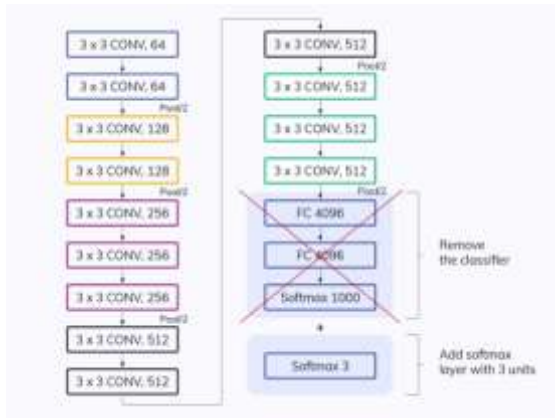 3 x 3 CONV, 64
3 x 3 CONV, 64
Pool/2
3 x 3 CONV, 128
3 x 3 CONV, 128
Pool/2
3 x 3 CONV, 256
3 x 3 CONV, 256
3 x 3 CONV, 256
Pool/2
3 x 3 CONV, 512
3 x 3 CONV, 512
3 x 3 CONV, 512
Pool/2
3 x 3 CONV, 512
3 x 3 CONV, 512
3 x 3 CONV, 512
Pool/2
FC 4096
FC 4096
Softmax 1000
Remove
the classifier
+
Softmax 3
Add softmax
layer with 3 units